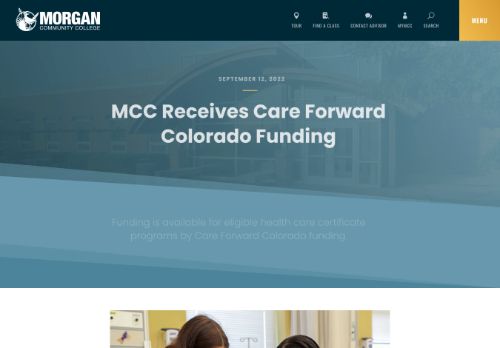 MORGAN
COMMUNITY COLLEGE
TOUR
FIND A CLASS
CONTACT ADVISOR
MYMCC
SEARCH
MENU
SEPTEMBER 12, 2022
MCC Receives Care Forward
Colorado Funding
Funding is available for eligible health care certificate
programs by Care Forward Colorado funding.